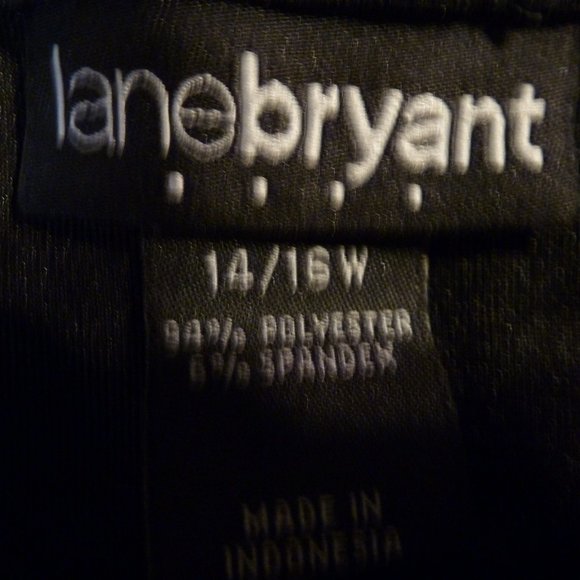 lanebryant
14/16W
94% POLYESTER
6% SPANDEX
MADE IN
INDONESIA